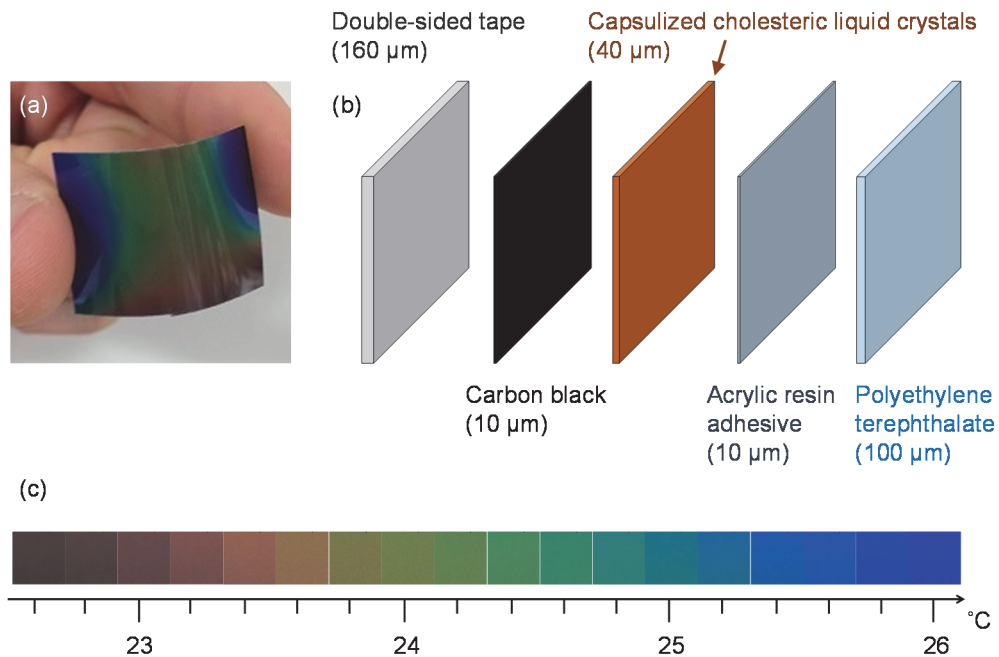 Double-sided tape
(160 μm)
Capsulized cholesteric liquid crystals
(40 μm)
(a)
(b)
Carbon black
(10 μm)
Acrylic resin
adhesive
(10 μm)
Polyethylene
terephthalate
(100 μm)
(c)
23
24
25
26
°C